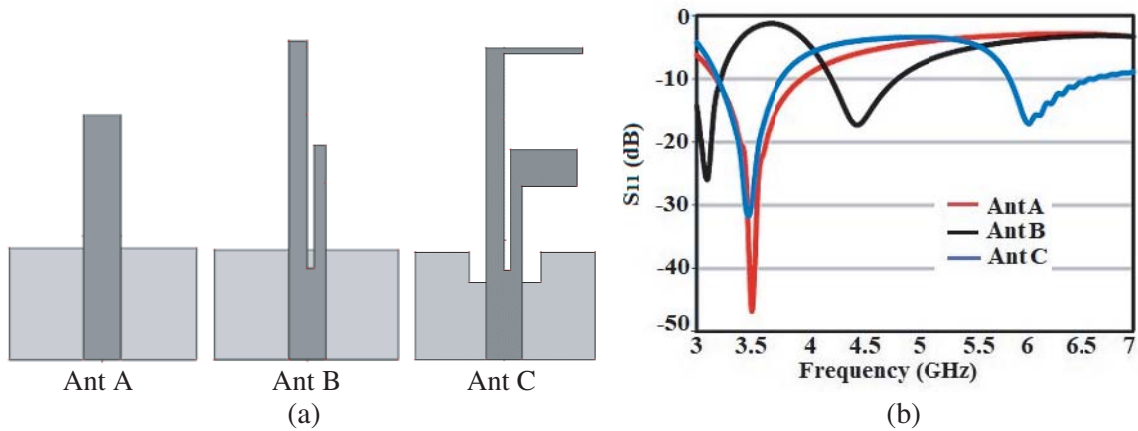 Ant A
Ant B
Ant C
(a)
S11 (dB)
0
-10
-20
-30
-40
-50
Ant A
Ant B
Ant C
3 3.5 4 4.5 5 5.5 6 6.5 7
Frequency (GHz)
(b)